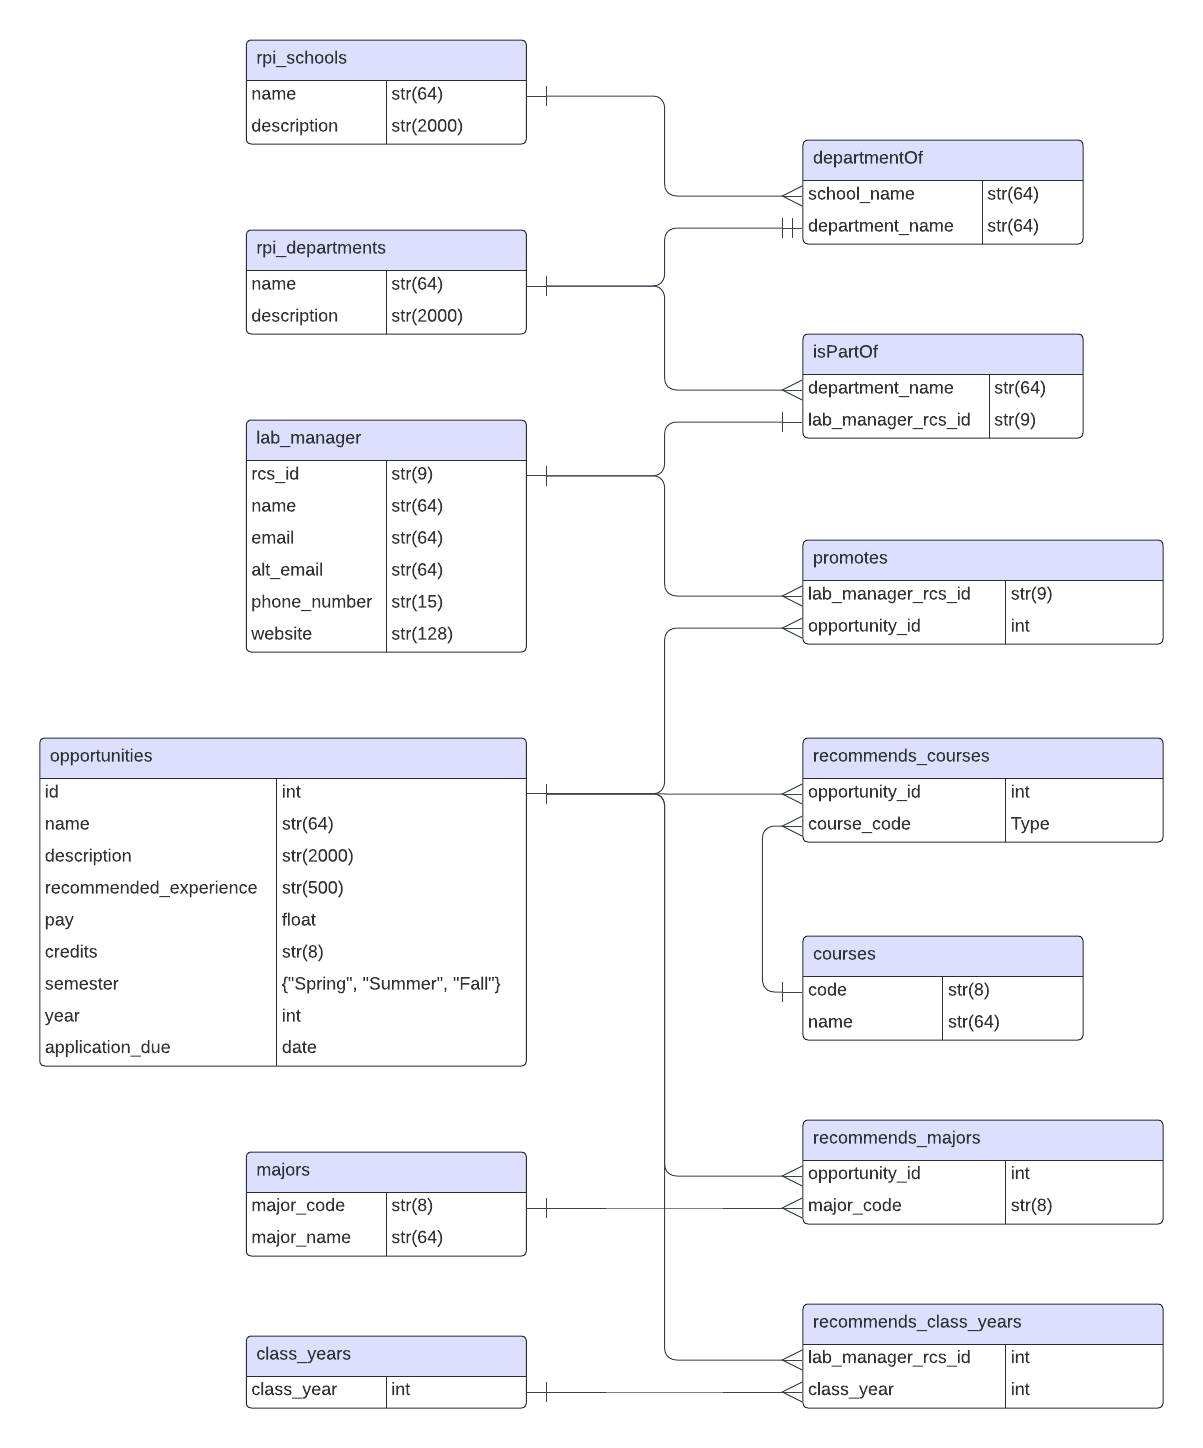 rpi_schools
name str(64)
description str(2000)
departmentOf
school_name str(64)
department_name str(64)
rpi_departments
name str(64)
description str(2000)
isPartOf
department_name str(64)
lab_manager_rcs_id str(9)
lab_manager
rcs_id str(9)
name str(64)
email str(64)
alt_email str(64)
phone_number str(15)
website str(128)
promotes
lab_manager_rcs_id str(9)
opportunity_id int
opportunities
id int
name str(64)
description str(2000)
recommended_experience str(500)
pay float
credits str(8)
semester {"Spring", "Summer", "Fall"}
year int
application_due date
recommends_courses
opportunity_id int
course_code Type
courses
code str(8)
name str(64)
majors
major_code str(8)
major_name str(64)
recommends_majors
opportunity_id int
major_code str(8)
class_years
class_year int
recommends_class_years
lab_manager_rcs_id int
class_year int